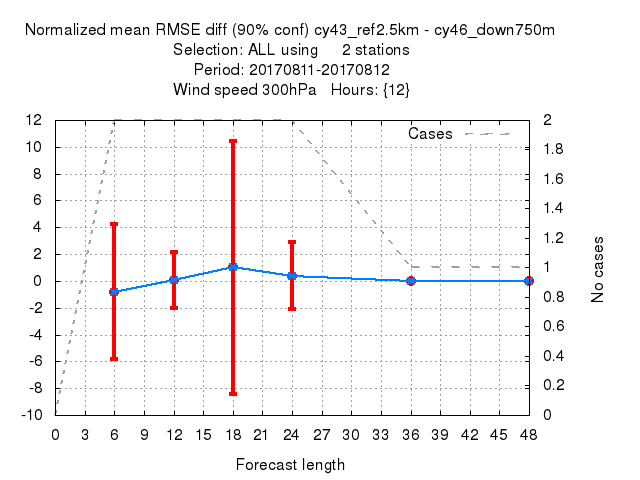 Normalized mean RMSE diff (90% conf) cy43_ref2.5km - cy46_down750m
Selection: ALL using 2 stations
Period: 20170811-20170812
Wind speed 300hPa Hours: {12}
Cases
12
10
8
6
4
2
0
-2
-4
-6
-8
-10
2
1.8
1.6
1.4
1.2
1
0.8
0.6
0.4
0.2
0
No cases
0 3 6 9 12 15 18 21 24 27 30 33 36 39 42 45 48
Forecast length